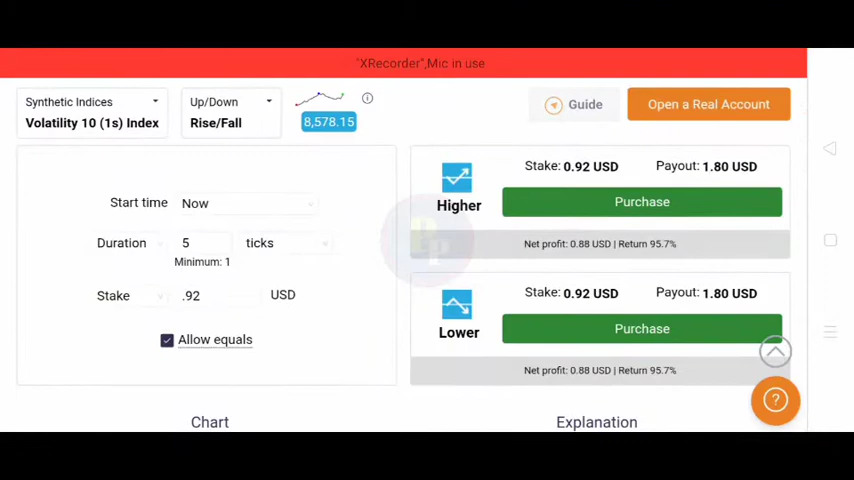 "XRecorder",Mic in use
Synthetic Indices
Volatility 10 (1s) Index
Up/Down
Rise/Fall
8,578.15
Guide
Open a Real Account
Start time Now
Duration 5 ticks
Minimum: 1
Stake .92 USD
Allow equals
Higher
Stake: 0.92 USD Payout: 1.80 USD
Purchase
Net profit: 0.88 USD | Return 95.7%
Lower
Stake: 0.92 USD Payout: 1.80 USD
Purchase
Net profit: 0.88 USD | Return 95.7%
?
Chart
Explanation